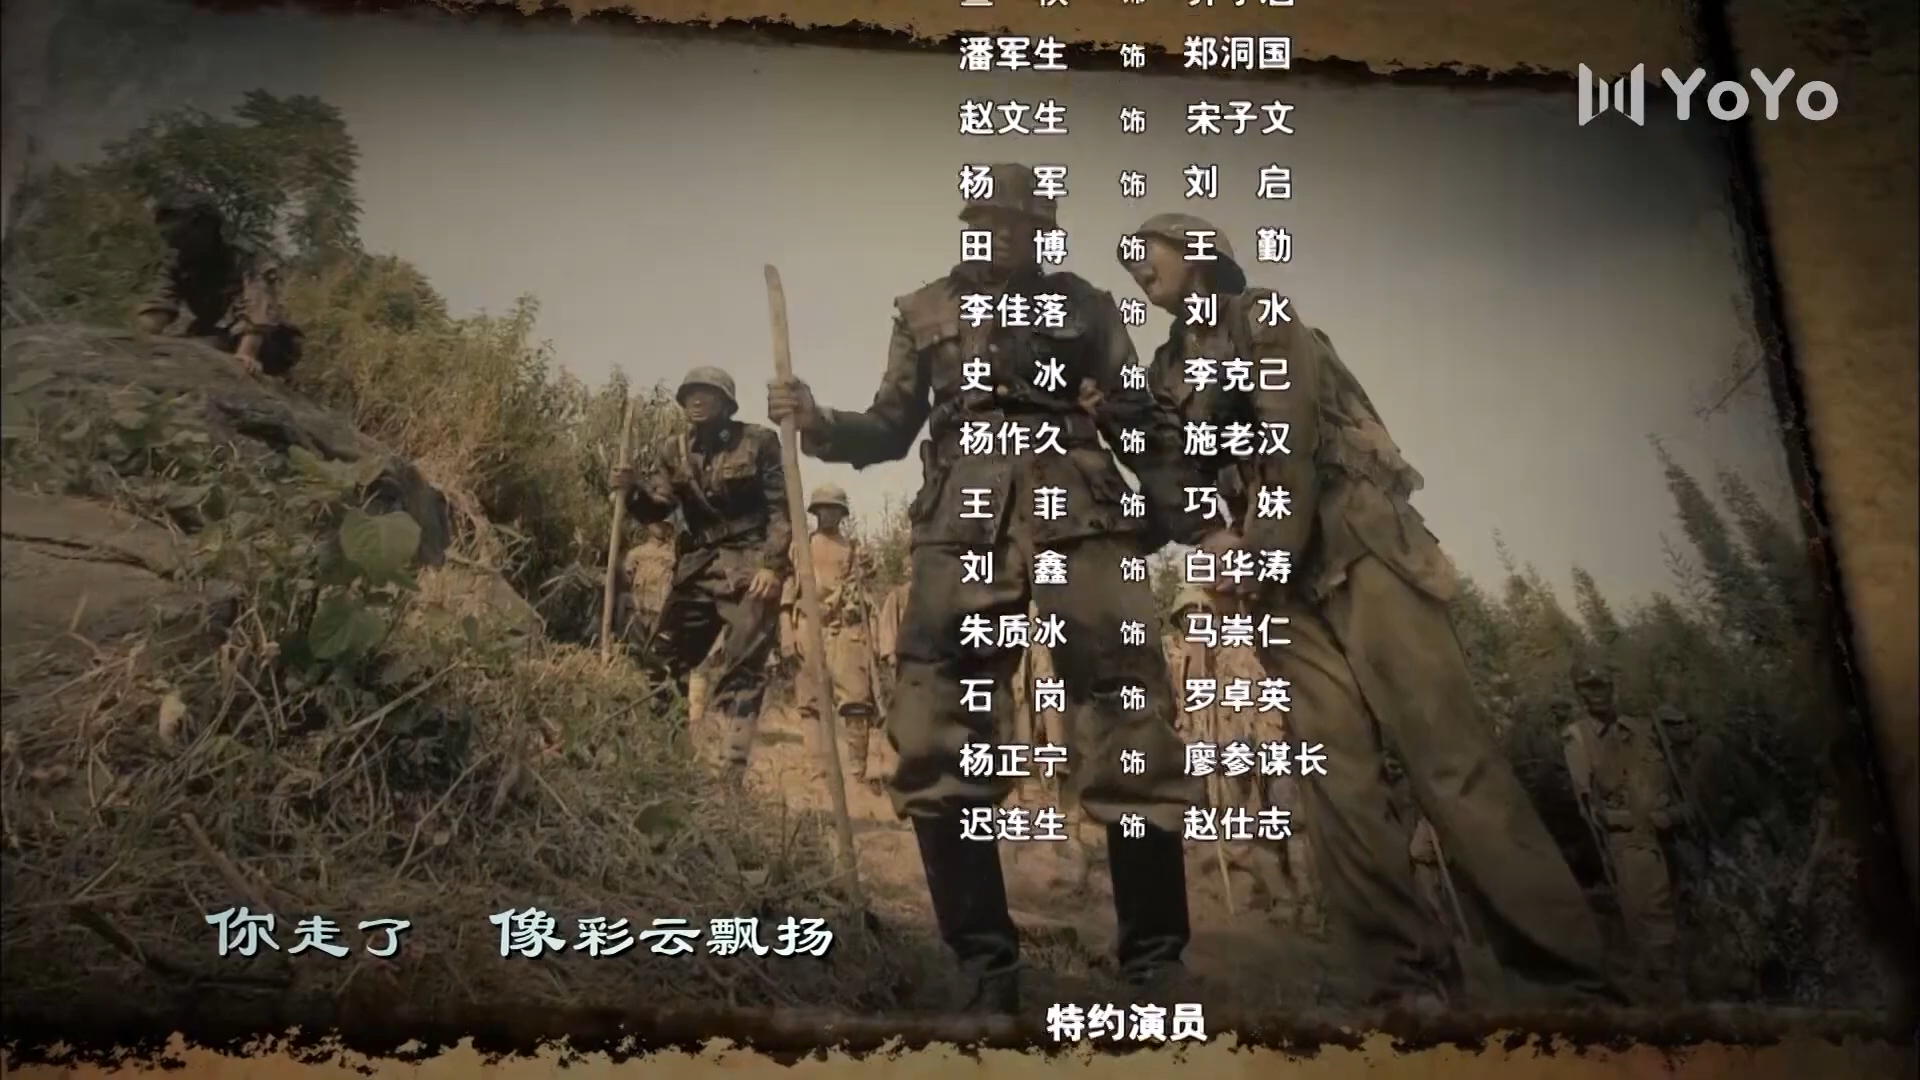 潘军生 饰 郑洞国
YoYo
赵文生 饰 宋子文
杨 军 饰 刘 启
田 博 饰 王 勤
李佳落 饰 刘 水
史 冰 饰 李克己
杨作久 饰 施老汉
王 菲 饰 巧 妹
刘 鑫 饰 白华涛
朱质冰 饰 马崇仁
石 岗 饰 罗卓英
杨正宁 饰 廖参谋长
迟连生 饰 赵仕志
你走了 像彩云飘扬
特约演员